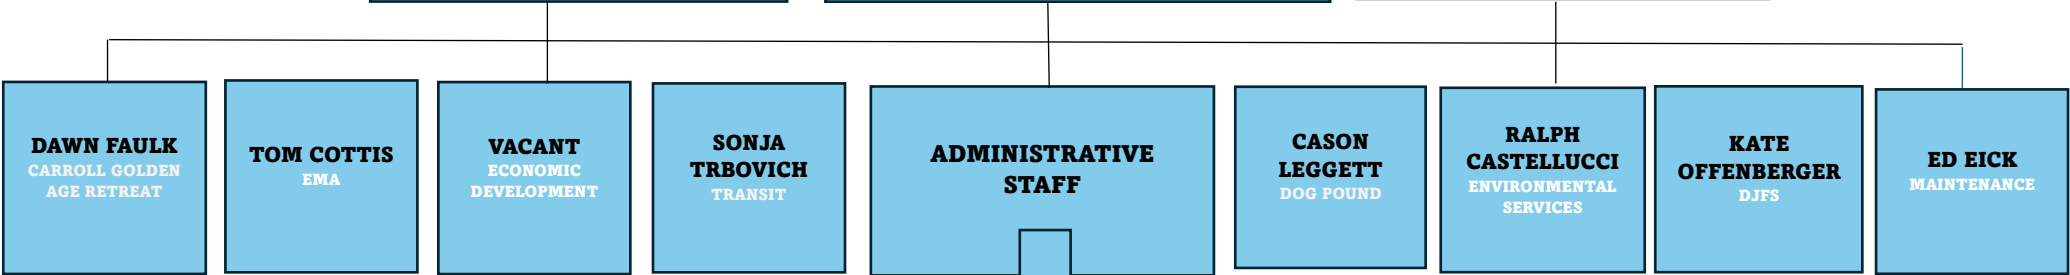 DAWN FAULK
CARROLL GOLDEN
AGE RETREAT
TOM COTTIS
EMA
VACANT
ECONOMIC
DEVELOPMENT
SONJA
TRBOVICH
TRANSIT
ADMINISTRATIVE
STAFF
CASON
LEGGETT
DOG POUND
RALPH
CASTELLUCCI
ENVIRONMENTAL
SERVICES
KATE
OFFENBERGER
DJFS
ED EICK
MAINTENANCE